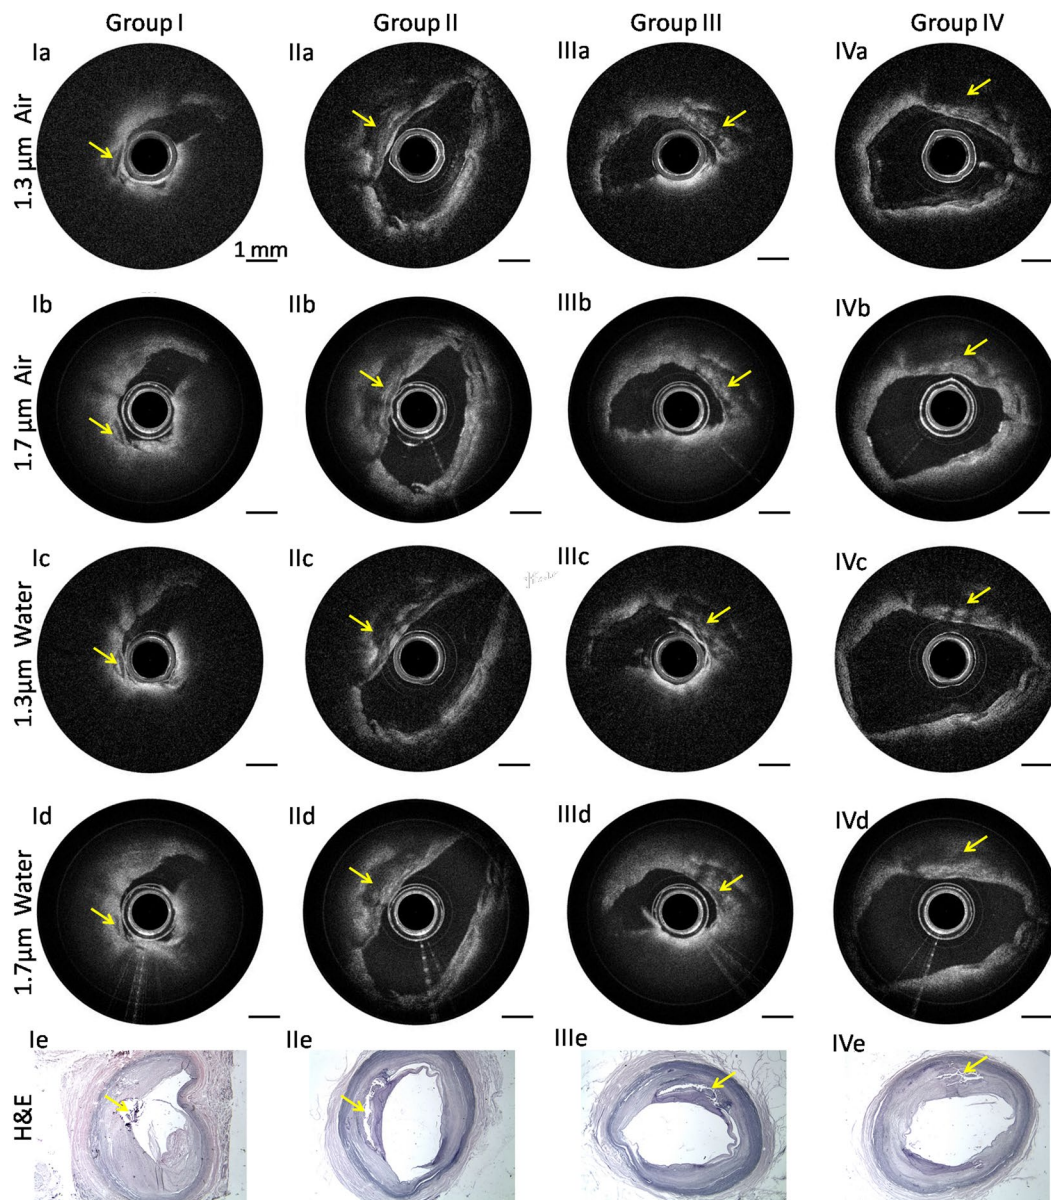 Group I Group II Group III Group IV
Ia IIa IIIa IVa
1.3 µm Air
1 mm
Ib IIb IIIb IVb
1.7 µm Air
Ic IIc IIIc IVc
1.3µm Water
Id IId IIId IVd
1.7µm Water
Ie IIe IIIe IVe
H&E